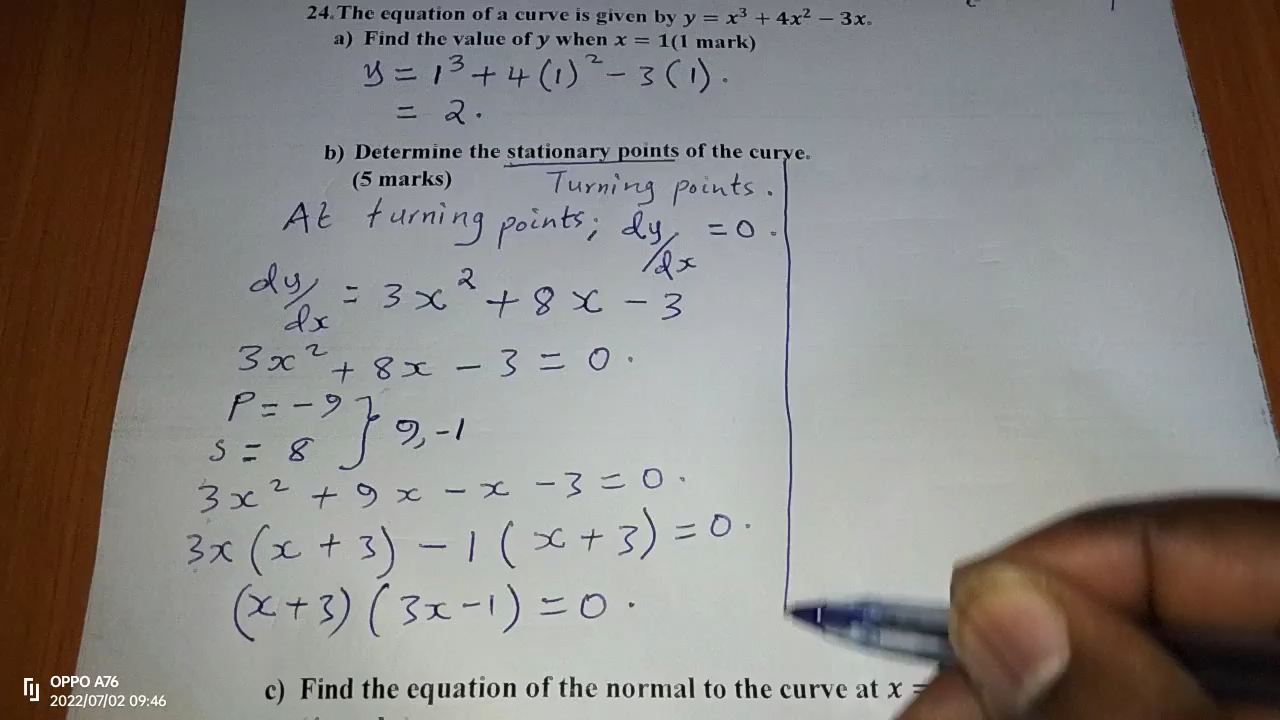 24. The equation of a curve is given by y = x³ + 4x² − 3x.
a) Find the value of y when x = 1(1 mark)
y = 1³ + 4(1)² − 3(1).
= 2.
b) Determine the stationary points of the curve.
(5 marks)
Turning points.
At turning points; dy/dx = 0.
dy/dx = 3x² + 8x − 3
3x² + 8x − 3 = 0.
P = −9
S = 8 } 9, −1
3x² + 9x − x − 3 = 0.
3x(x + 3) − 1(x + 3) = 0.
(x + 3)(3x − 1) = 0.
c) Find the equation of the normal to the curve at x =
OPPO A76
2022/07/02 09:46